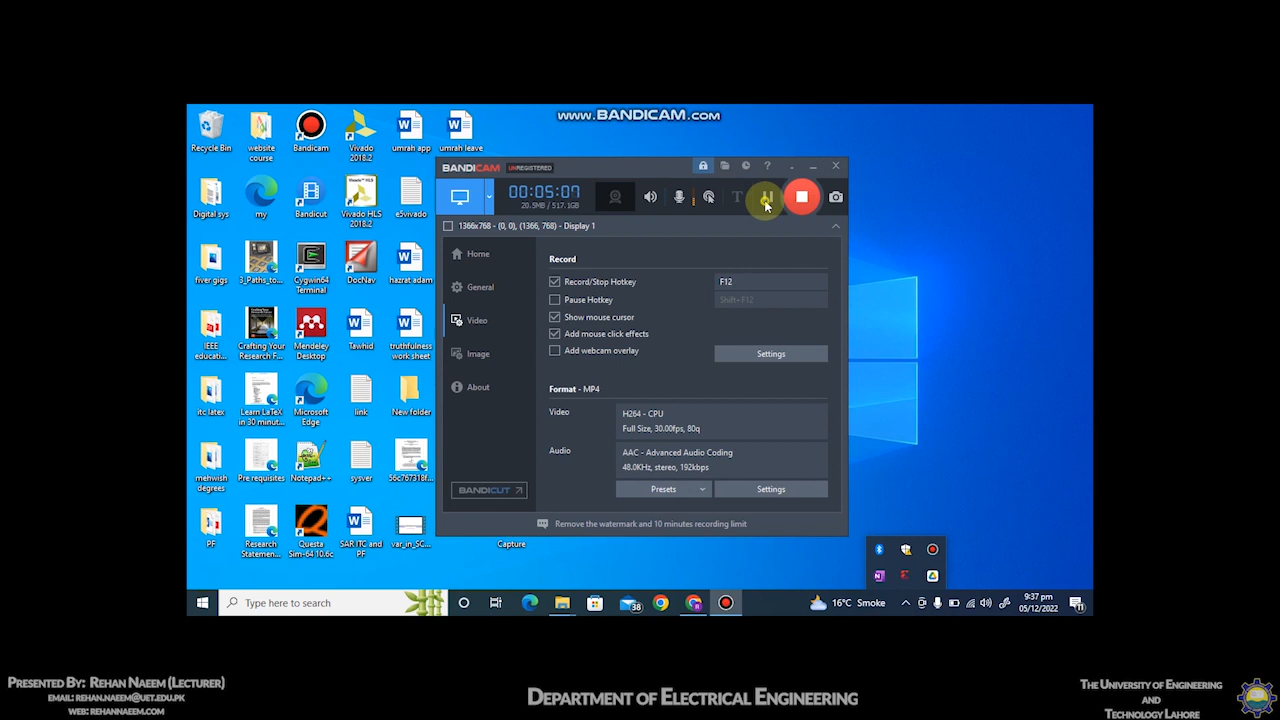 www.BANDICAM.com
Recycle Bin
website course
Bandicam
Vivado 2018.2
umrah app
umrah leave
Digital sys
my
Bandicut
Vivado HLS 2018.2
e5vivado
fiver gigs
3_Paths_to...
Cygwin64 Terminal
DocNav
hazrat adam
IEEE educati...
Crafting Your Research F...
Mendeley Desktop
Tawhid
truthfulness work sheet
itc latex
Learn LaTeX in 30 minut...
Microsoft Edge
link
New folder
mehwish degrees
Pre requisites
Notepad++
sysver
56c767318f...
PF
Research Statemen...
Questa Sim-64 10.6c
SAR ITC and PF
var_in_SC...
Capture
BANDICAM UNREGISTERED
00:05:07
20.5MB / 517.1GB
1366x768 - (0, 0), (1366, 768) - Display 1
Home
General
Video
Image
About
BANDICUT
Record
Record/Stop Hotkey F12
Pause Hotkey Shift+F12
Show mouse cursor
Add mouse click effects
Add webcam overlay Settings
Format - MP4
Video
H264 - CPU
Full Size, 30.00fps, 80q
Audio
AAC - Advanced Audio Coding
48.0KHz, stereo, 192kbps
Presets Settings
Remove the watermark and 10 minutes recording limit
Type here to search
38
16°C Smoke
9:37 pm
05/12/2022
11
Presented By: Rehan Naeem (Lecturer)
email: rehan.naeem@uet.edu.pk
web: rehannaeem.com
Department of Electrical Engineering
The University of Engineering
and
Technology Lahore